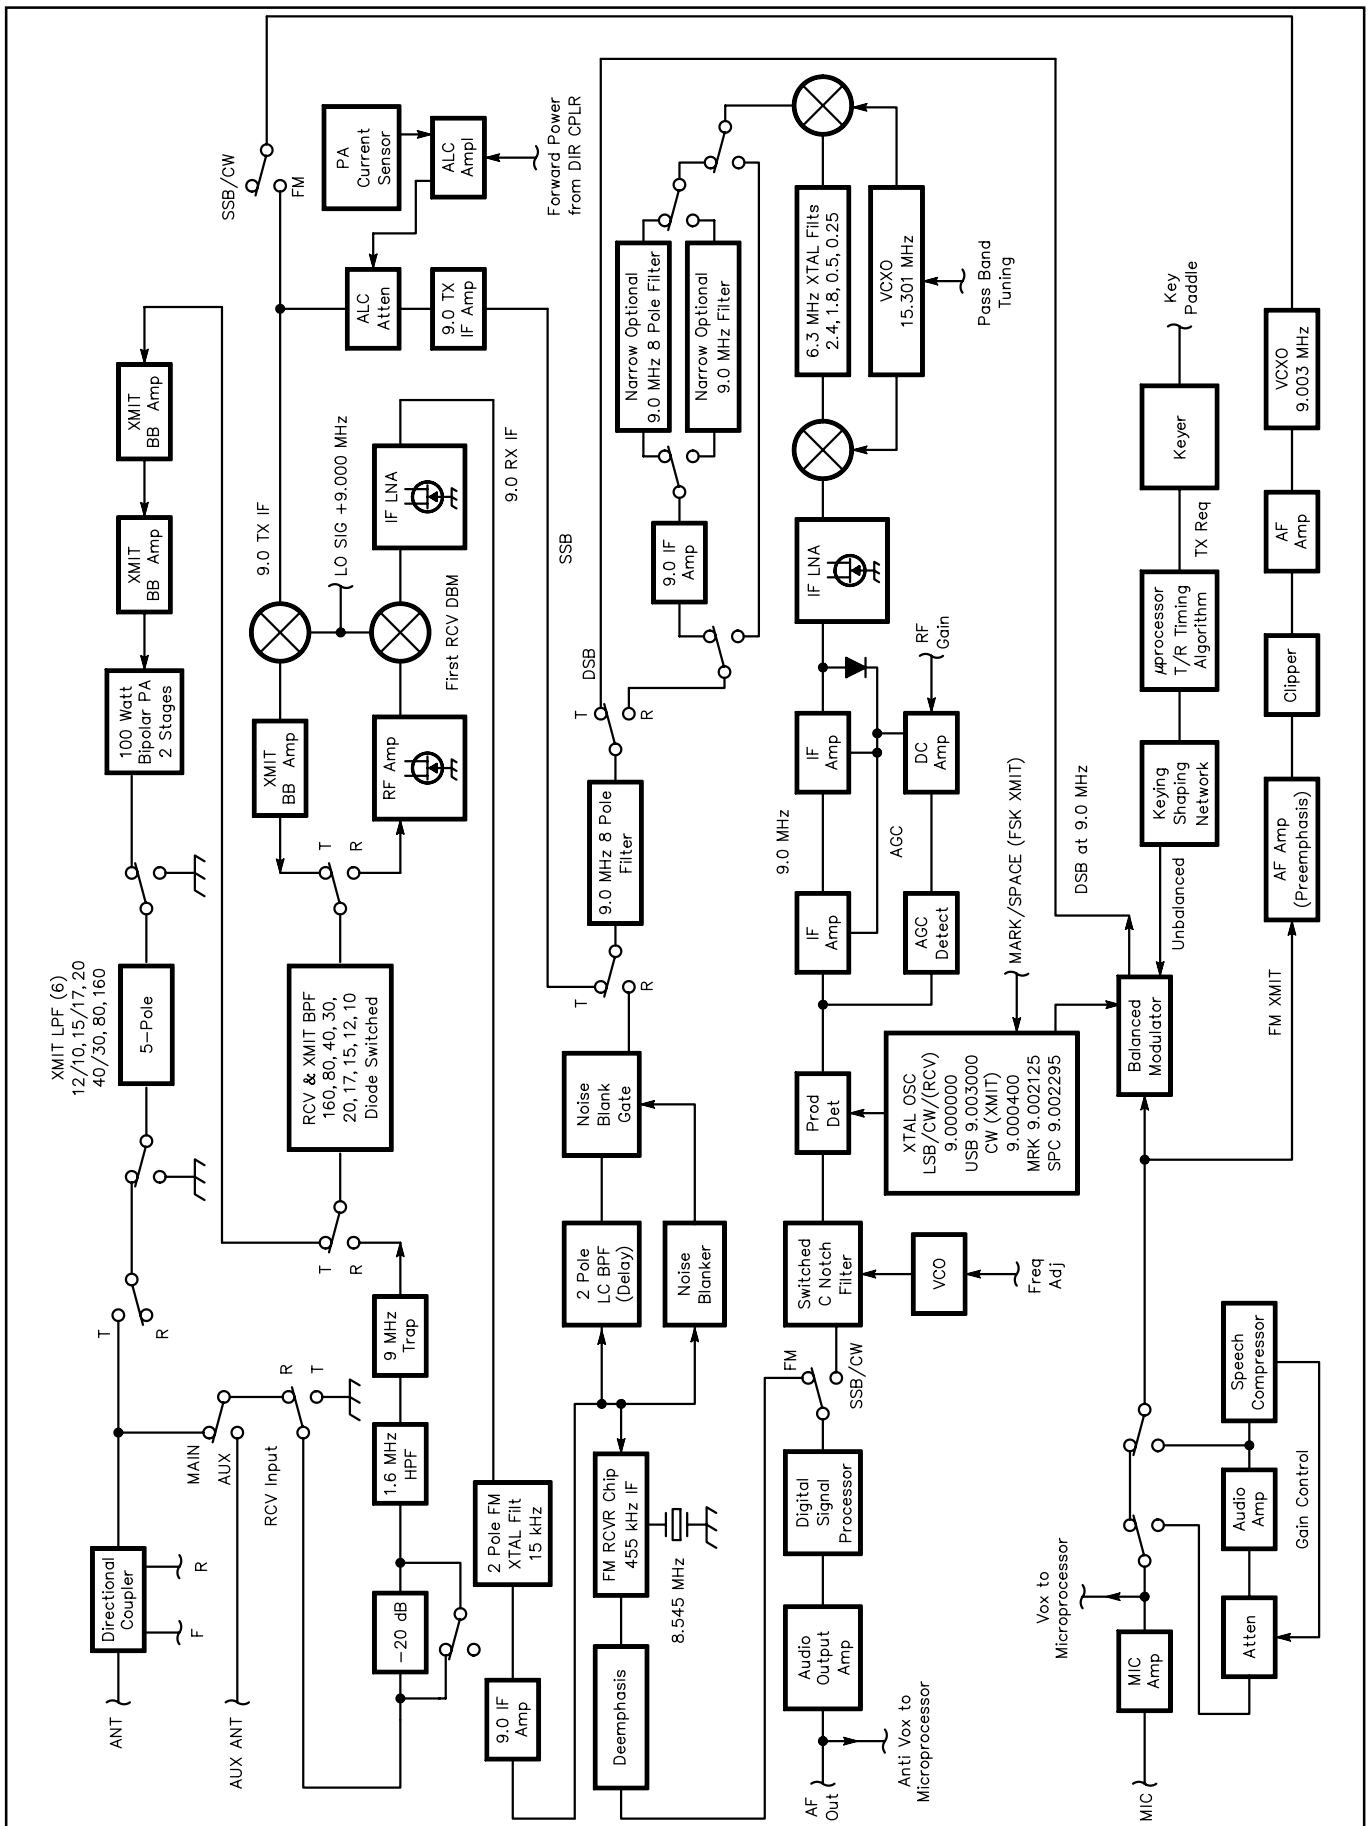 ANT
Directional
Coupler
F
R
AUX ANT
MAIN
AUX
RCV Input
R
T
T
R
XMIT LPF (6)
12/10, 15/17, 20
40/30, 80, 160
5-Pole
100 Watt
Bipolar PA
2 Stages
XMIT
BB Amp
XMIT
BB Amp
-20 dB
1.6 MHz
HPF
9 MHz
Trap
T
R
RCV & XMIT BPF
160, 80, 40, 30,
20, 17, 15, 12, 10
Diode Switched
T
R
XMIT
BB Amp
RF Amp
First RCV DBM
LO SIG +9.000 MHz
9.0 TX IF
IF LNA
9.0 RX IF
SSB/CW
FM
PA
Current
Sensor
ALC
Ampl
Forward Power
from DIR CPLR
ALC
Atten
9.0 TX
IF Amp
SSB
9.0 IF
Amp
2 Pole FM
XTAL Filt
15 kHz
Deemphasis
FM RCVR Chip
455 kHz IF
8.545 MHz
2 Pole
LC BPF
(Delay)
Noise
Blanker
Noise
Blank
Gate
T
R
9.0 MHz 8 Pole
Filter
T
R
DSB
9.0 IF
Amp
Narrow Optional
9.0 MHz 8 Pole Filter
Narrow Optional
9.0 MHz Filter
AF
Out
Anti Vox to
Microprocessor
Audio
Output
Amp
Digital
Signal
Processor
FM
SSB/CW
Switched
C Notch
Filter
VCO
Freq
Adj
Prod
Det
XTAL OSC
LSB/CW/(RCV)
9.000000
USB 9.003000
CW (XMIT)
9.000400
MRK 9.002125
SPC 9.002295
MARK/SPACE (FSK XMIT)
IF
Amp
AGC
Detect
9.0 MHz
AGC
IF
Amp
DC
Amp
RF
Gain
IF LNA
6.3 MHz XTAL Filts
2.4, 1.8, 0.5, 0.25
VCXO
15.301 MHz
Pass Band
Tuning
DSB at 9.0 MHz
MIC
MIC
Amp
Vox to
Microprocessor
Atten
Audio
Amp
Speech
Compressor
Gain Control
Balanced
Modulator
Unbalanced
Keying
Shaping
Network
µprocessor
T/R Timing
Algorithm
TX Req
Keyer
Key
Paddle
FM XMIT
AF Amp
(Preemphasis)
Clipper
AF
Amp
VCXO
9.003 MHz